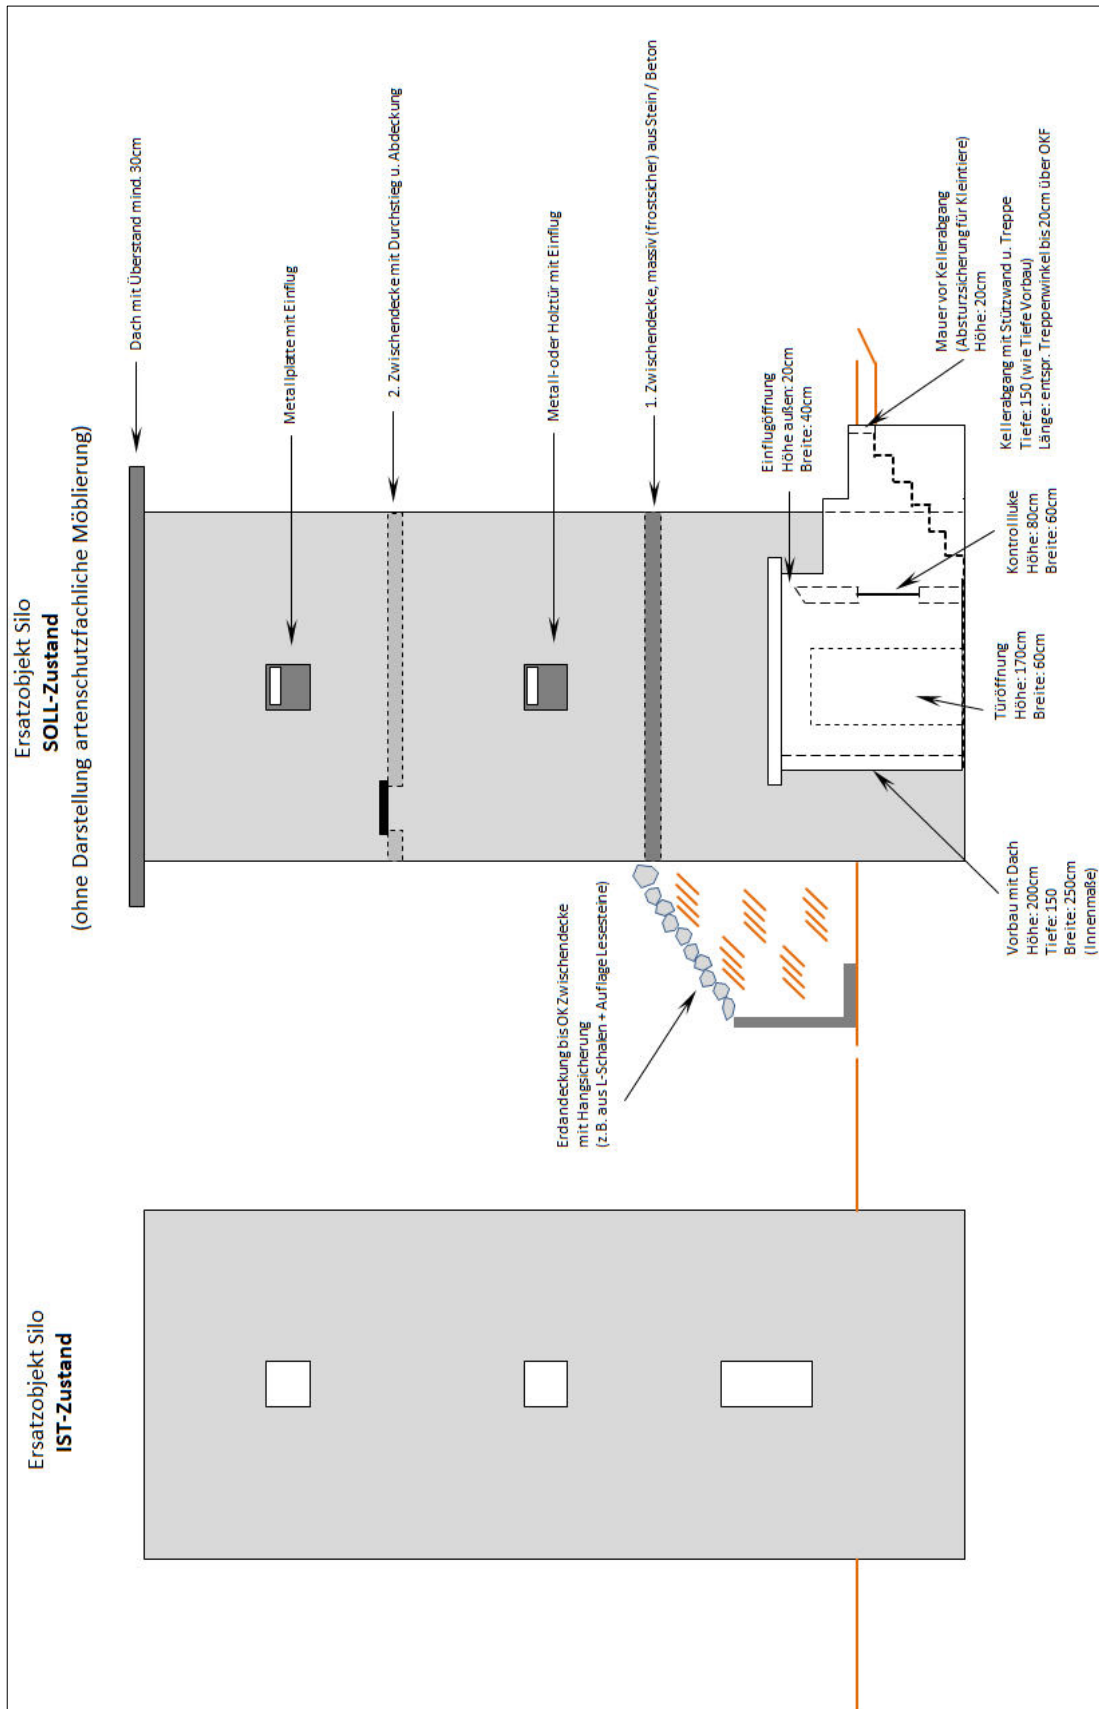 Ersatzobjekt Silo
IST-Zustand
Ersatzobjekt Silo
SOLL-Zustand
(ohne Darstellung artenschutzfachliche Möblierung)
Dach mit Überstand mind. 30cm
Metallplatte mit Einflug
2. Zwischendecke mit Durchstieg u. Abdeckung
Metall- oder Holztür mit Einflug
1. Zwischendecke, massiv (frostsicher) aus Stein / Beton
Erdandeckung bis OK Zwischendecke
mit Hangsicherung
(z.B. aus L-Schalen + Auflage Lesesteine)
Einflugöffnung
Höhe außen: 20cm
Breite: 40cm
Mauer vor Kellerabgang
(Absturzsicherung für Kleintiere)
Höhe: 20cm
Kellerabgang mit Stützwand u. Treppe
Tiefe: 150 (wie Tiefe Vorbau)
Länge: entspr. Treppenwinkel bis 20cm über OKF
Kontrollluke
Höhe: 80cm
Breite: 60cm
Türöffnung
Höhe: 170cm
Breite: 60cm
Vorbau mit Dach
Höhe: 200cm
Tiefe: 150
Breite: 250cm
(Innenmaße)